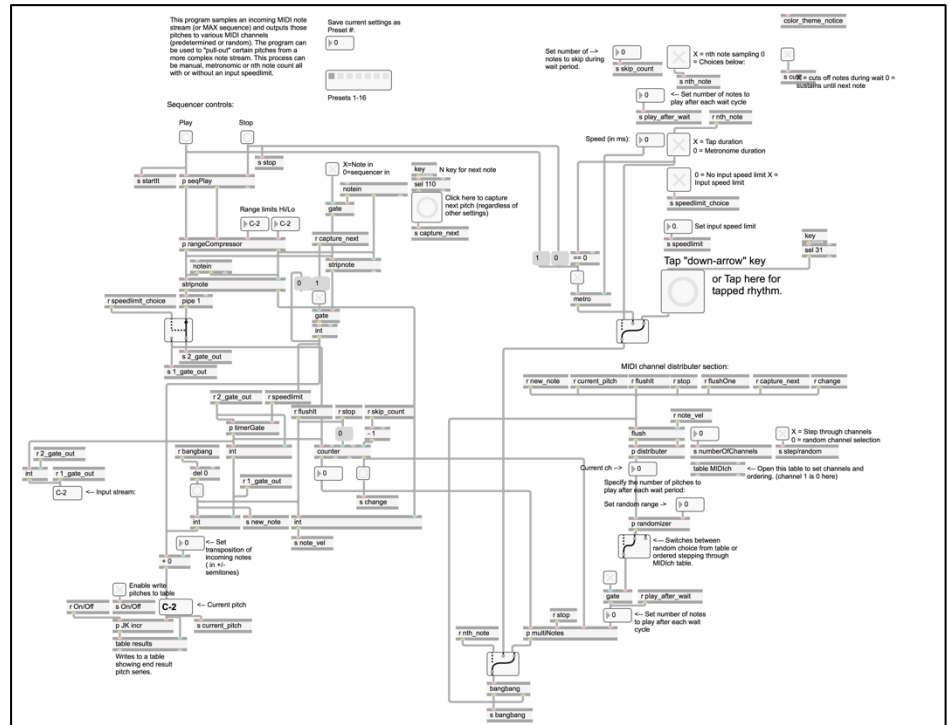 This program samples an incoming MIDI note
stream (or MAX sequence) and outputs those
pitches to various MIDI channels
(predetermined or random). The program can
be used to "pull-out" certain pitches from a
more complex note stream. This process can
be manual, metronomic or nth note count all
with or without an input speedlimit.
Save current settings as
Preset #:
0
Presets 1-16
Sequencer controls:
Play
Stop
s stop
s startIt
p seqPlay
X=Note in
0=sequencer in
notein
gate
key
N key for next note
sel 110
Click here to capture
next pitch (regardless of
other settings)
s capture_next
Range limits Hi/Lo
C-2
C-2
p rangeCompressor
r capture_next
notein
stripnote
stripnote
0
1
r speedlimit_choice
pipe 1
gate
int
s 2_gate_out
s 1_gate_out
r 2_gate_out
r speedlimit
r flushIt
r stop
r skip_count
p timerGate
0
- 1
r 2_gate_out
r bangbang
int
counter
int
r 1_gate_out
del 0
0
C-2
<-- Input stream:
r 1_gate_out
s change
int
s new_note
int
s note_vel
0
<-- Set
transposition of
incoming notes
( in +/-
semitones)
+ 0
Enable write
pitches to table
r On/Off
s On/Off
C-2
<-- Current pitch
p JK incr
s current_pitch
table results
Writes to a table
showing end result
pitch series.
Set number of -->
notes to skip during
wait period.
0
s skip_count
X = nth note sampling 0
= Choices below:
s nth_note
color_theme_notice
X = cuts off notes during wait 0 =
sustains until next note
0
<-- Set number of notes to
play after each wait cycle
s play_after_wait
r nth_note
Speed (in ms):
0
X = Tap duration
0 = Metronome duration
0 = No input speed limit X =
Input speed limit
s speedlimit_choice
0.
Set input speed limit
s speedlimit
key
sel 31
1
0
== 0
Tap "down-arrow" key
or Tap here for
tapped rhythm.
metro
MIDI channel distributer section:
r new_note
r current_pitch
r flushIt
r stop
r flushOne
r capture_next
r change
r note_vel
flush
0
X = Step through channels
0 = random channel selection
p distributer
s numberOfChannels
s step/random
Current ch -->
0
table MIDIch
<-- Open this table to set channels and
ordering. (channel 1 is 0 here)
Specify the number of pitches to
play after each wait period:
Set random range ->
0
p randomizer
<--- Switches between
random choice from table or
ordered stepping through
MIDIch table.
gate
r play_after_wait
r stop
0
<-- Set number of notes
to play after each wait
cycle
r nth_note
p multiNotes
bangbang
s bangbang